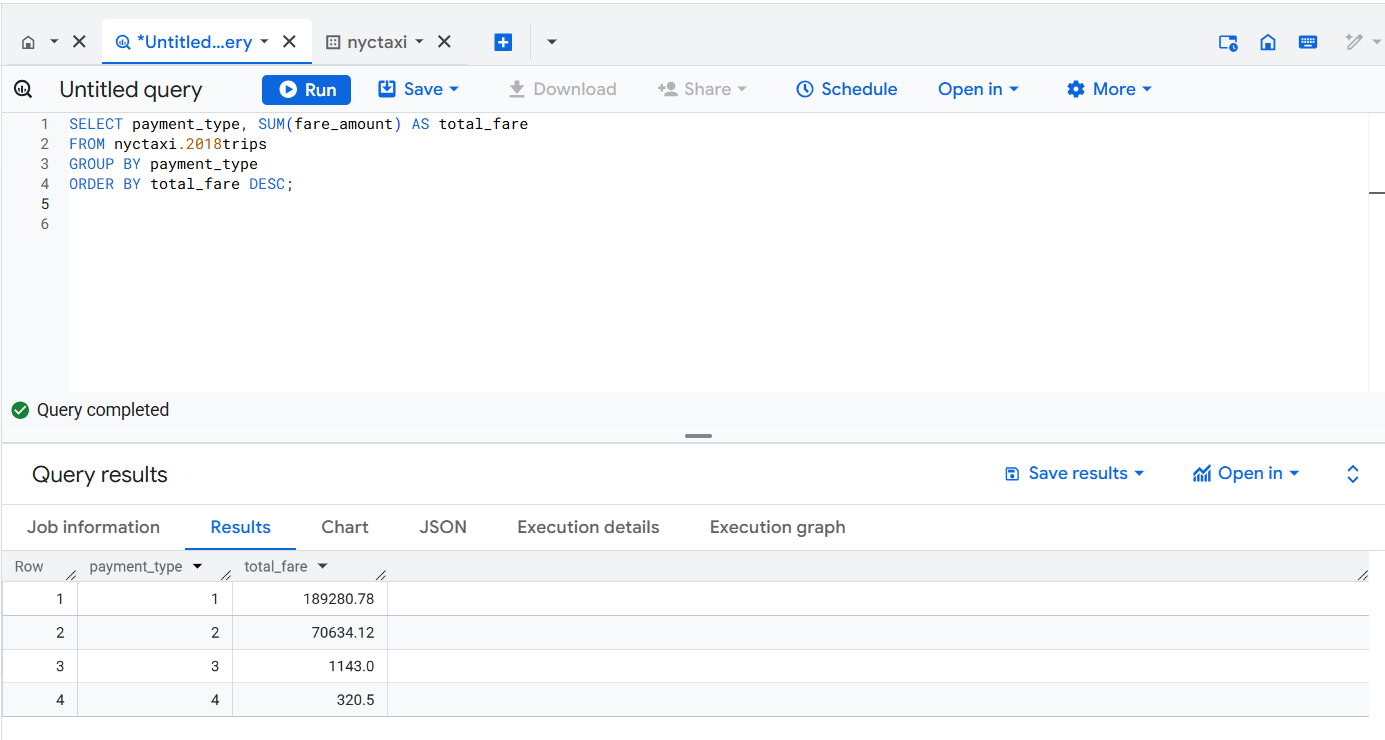 *Untitled...ery
nyctaxi
Untitled query
Run
Save
Download
Share
Schedule
Open in
More
1 SELECT payment_type, SUM(fare_amount) AS total_fare
2 FROM nyctaxi.2018trips
3 GROUP BY payment_type
4 ORDER BY total_fare DESC;
5
6
Query completed
Query results
Save results
Open in
Job information
Results
Chart
JSON
Execution details
Execution graph
Row payment_type total_fare
1 1 189280.78
2 2 70634.12
3 3 1143.0
4 4 320.5